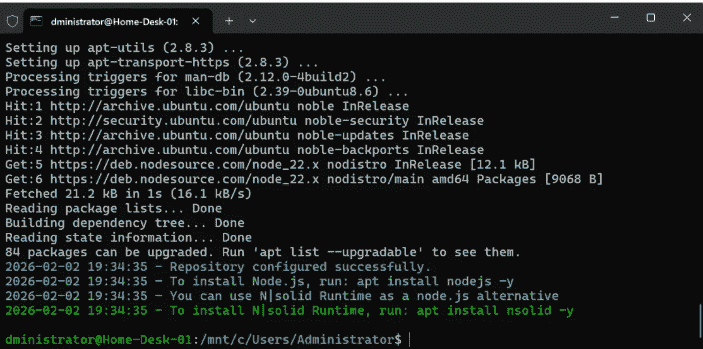 dministrator@Home-Desk-01:
Setting up apt-utils (2.8.3) ...
Setting up apt-transport-https (2.8.3) ...
Processing triggers for man-db (2.12.0-4build2) ...
Processing triggers for libc-bin (2.39-0ubuntu8.6) ...
Hit:1 http://archive.ubuntu.com/ubuntu noble InRelease
Hit:2 http://security.ubuntu.com/ubuntu noble-security InRelease
Hit:3 http://archive.ubuntu.com/ubuntu noble-updates InRelease
Hit:4 http://archive.ubuntu.com/ubuntu noble-backports InRelease
Get:5 https://deb.nodesource.com/node_22.x nodistro InRelease [12.1 kB]
Get:6 https://deb.nodesource.com/node_22.x nodistro/main amd64 Packages [9068 B]
Fetched 21.2 kB in 1s (16.1 kB/s)
Reading package lists... Done
Building dependency tree... Done
Reading state information... Done
84 packages can be upgraded. Run 'apt list --upgradable' to see them.
2026-02-02 19:34:35 - Repository configured successfully.
2026-02-02 19:34:35 - To install Node.js, run: apt install nodejs -y
2026-02-02 19:34:35 - You can use N|solid Runtime as a node.js alternative
2026-02-02 19:34:35 - To install N|solid Runtime, run: apt install nsolid -y
dministrator@Home-Desk-01:/mnt/c/Users/Administrator$